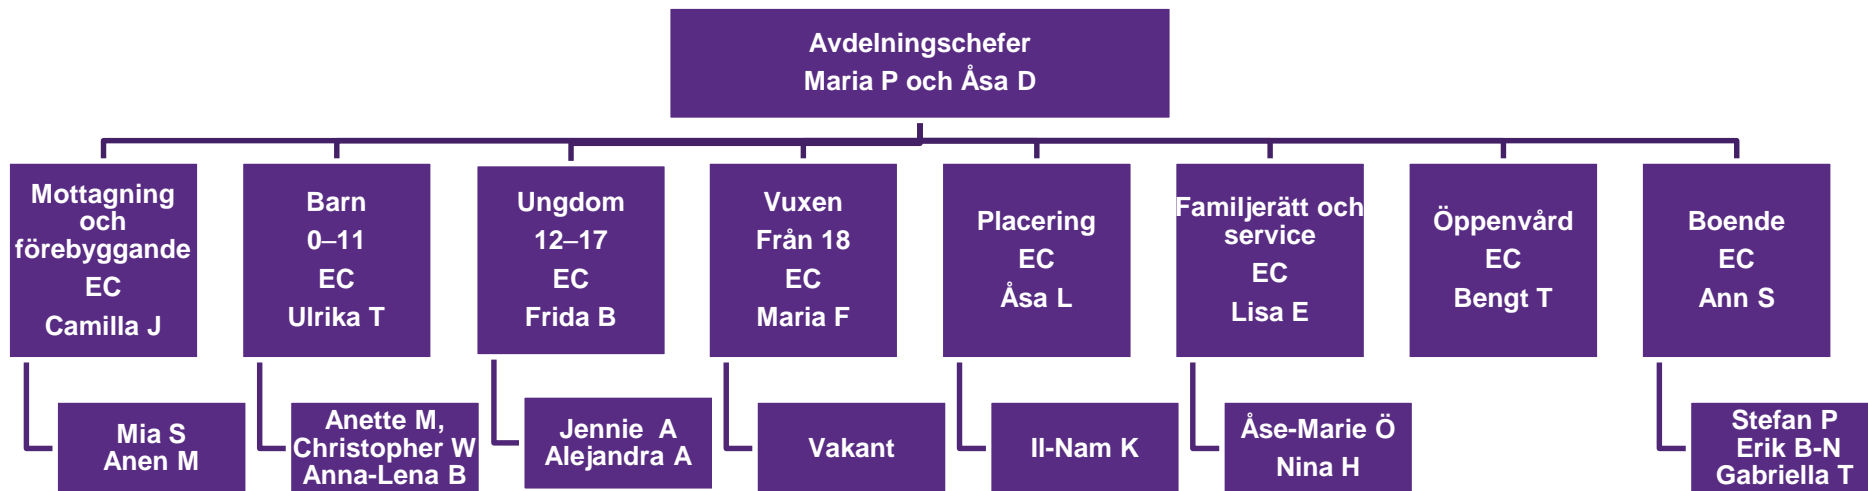 Avdelningschefer
Maria P och Åsa D
Mottagning
och
förebyggande
EC
Camilla J
Barn
0–11
EC
Ulrika T
Ungdom
12–17
EC
Frida B
Vuxen
Från 18
EC
Maria F
Placering
EC
Åsa L
Familjerätt och
service
EC
Lisa E
Öppenvård
EC
Bengt T
Boende
EC
Ann S
Mia S
Anen M
Anette M,
Christopher W
Anna-Lena B
Jennie A
Alejandra A
Vakant
Il-Nam K
Åse-Marie Ö
Nina H
Stefan P
Erik B-N
Gabriella T